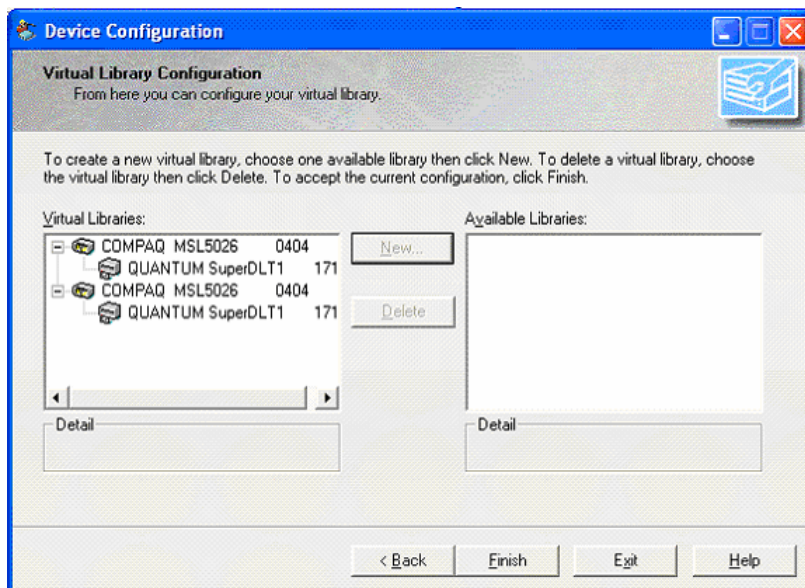 Device Configuration
Virtual Library Configuration
From here you can configure your virtual library.
To create a new virtual library, choose one available library then click New. To delete a virtual library, choose
the virtual library then click Delete. To accept the current configuration, click Finish.
Virtual Libraries:
Available Libraries:
COMPAQ MSL5026 0404
QUANTUM SuperDLT1 171
COMPAQ MSL5026 0404
QUANTUM SuperDLT1 171
New...
Delete
Detail
Detail
< Back
Finish
Exit
Help